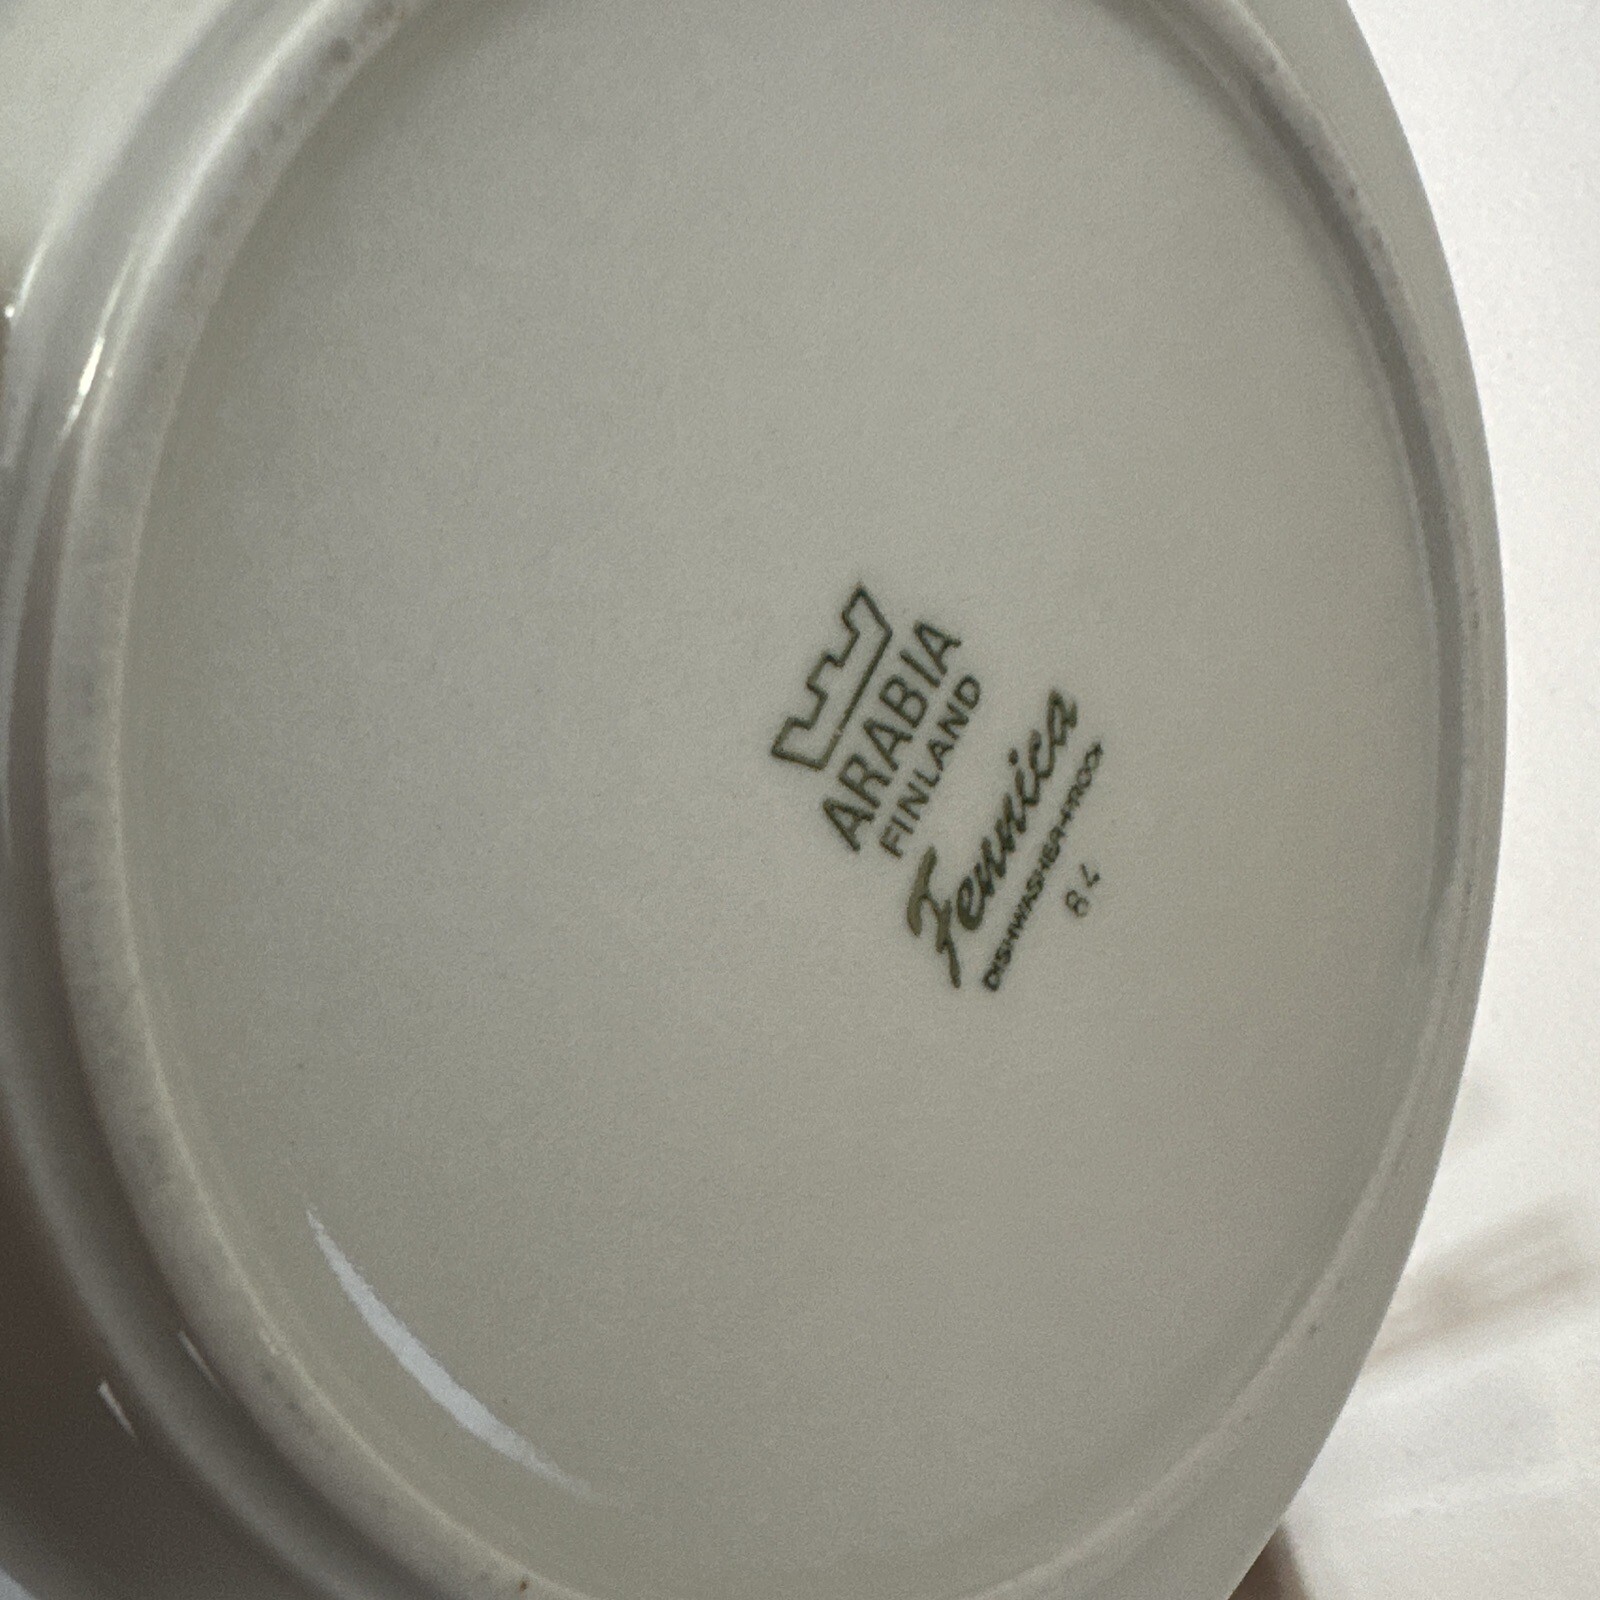 ARABIA
FINLAND
Fennica
DISHWASHER-PROOF
84